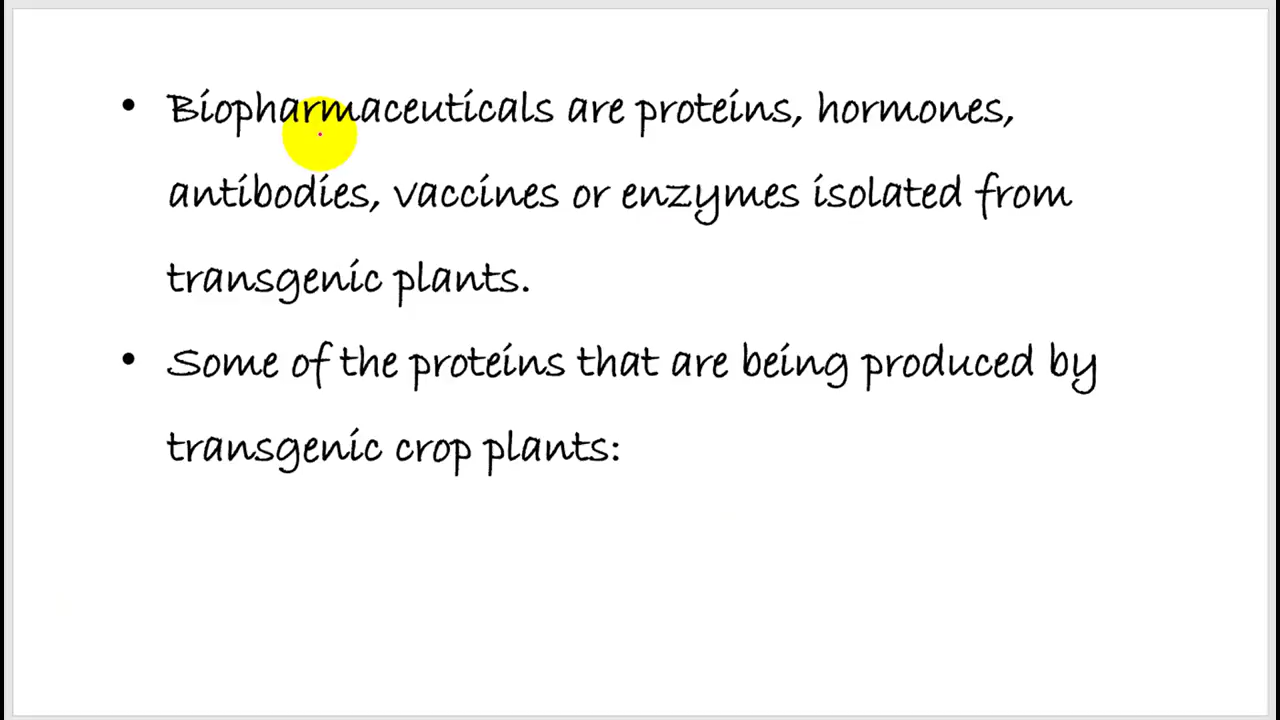 • Biopharmaceuticals are proteins, hormones,
antibodies, vaccines or enzymes isolated from
transgenic plants.
• Some of the proteins that are being produced by
transgenic crop plants: